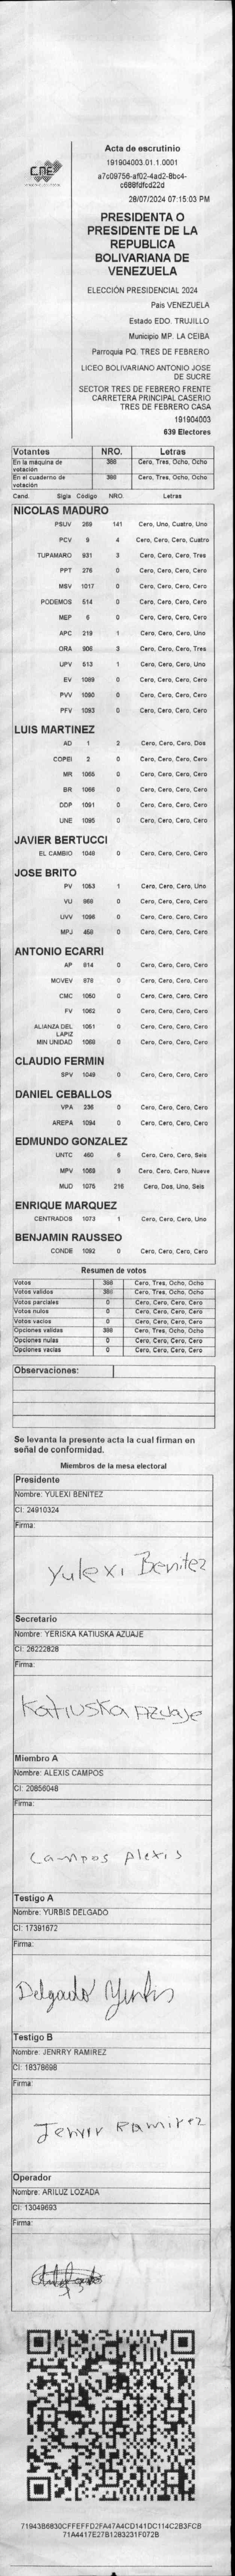 CNE
Acta de escrutinio
191904003.01.1.0001
a7c09756-af02-4ad2-8bc4-
c688fdfcd22d
28/07/2024 07:15:03 PM
PRESIDENTA O
PRESIDENTE DE LA
REPUBLICA
BOLIVARIANA DE
VENEZUELA
ELECCIÓN PRESIDENCIAL 2024
Pais VENEZUELA
Estado EDO. TRUJILLO
Municipio MP. LA CEIBA
Parroquia PQ. TRES DE FEBRERO
LICEO BOLIVARIANO ANTONIO JOSE
DE SUCRE
SECTOR TRES DE FEBRERO FRENTE
CARRETERA PRINCIPAL CASERIO
TRES DE FEBRERO CASA
191904003
639 Electores
Votantes NRO. Letras
En la máquina de votación 388 Cero, Tres, Ocho, Ocho
En el cuaderno de votación 388 Cero, Tres, Ocho, Ocho
Cand. Sigla Código NRO. Letras
NICOLAS MADURO
PSUV 269 141 Cero, Uno, Cuatro, Uno
PCV 9 4 Cero, Cero, Cero, Cuatro
TUPAMARO 931 3 Cero, Cero, Cero, Tres
PPT 276 0 Cero, Cero, Cero, Cero
MSV 1017 0 Cero, Cero, Cero, Cero
PODEMOS 514 0 Cero, Cero, Cero, Cero
MEP 6 0 Cero, Cero, Cero, Cero
APC 219 1 Cero, Cero, Cero, Uno
ORA 906 3 Cero, Cero, Cero, Tres
UPV 513 1 Cero, Cero, Cero, Uno
EV 1089 0 Cero, Cero, Cero, Cero
PVV 1090 0 Cero, Cero, Cero, Cero
PFV 1093 0 Cero, Cero, Cero, Cero
LUIS MARTINEZ
AD 1 2 Cero, Cero, Cero, Dos
COPEI 2 0 Cero, Cero, Cero, Cero
MR 1065 0 Cero, Cero, Cero, Cero
BR 1066 0 Cero, Cero, Cero, Cero
DDP 1091 0 Cero, Cero, Cero, Cero
UNE 1095 0 Cero, Cero, Cero, Cero
JAVIER BERTUCCI
EL CAMBIO 1048 0 Cero, Cero, Cero, Cero
JOSE BRITO
PV 1053 1 Cero, Cero, Cero, Uno
VU 968 0 Cero, Cero, Cero, Cero
UVV 1096 0 Cero, Cero, Cero, Cero
MPJ 458 0 Cero, Cero, Cero, Cero
ANTONIO ECARRI
AP 914 0 Cero, Cero, Cero, Cero
MOVEV 878 0 Cero, Cero, Cero, Cero
CMC 1050 0 Cero, Cero, Cero, Cero
FV 1062 0 Cero, Cero, Cero, Cero
ALIANZA DEL LAPIZ 1051 0 Cero, Cero, Cero, Cero
MIN UNIDAD 1088 0 Cero, Cero, Cero, Cero
CLAUDIO FERMIN
SPV 1049 0 Cero, Cero, Cero, Cero
DANIEL CEBALLOS
VPA 236 0 Cero, Cero, Cero, Cero
AREPA 1094 0 Cero, Cero, Cero, Cero
EDMUNDO GONZALEZ
UNTC 460 6 Cero, Cero, Cero, Seis
MPV 1068 9 Cero, Cero, Cero, Nueve
MUD 1075 216 Cero, Dos, Uno, Seis
ENRIQUE MARQUEZ
CENTRADOS 1073 1 Cero, Cero, Cero, Uno
BENJAMIN RAUSSEO
CONDE 1092 0 Cero, Cero, Cero, Cero
Resumen de votos
Votos 388 Cero, Tres, Ocho, Ocho
Votos validos 388 Cero, Tres, Ocho, Ocho
Votos parciales 0 Cero, Cero, Cero, Cero
Votos nulos 0 Cero, Cero, Cero, Cero
Votos vacios 0 Cero, Cero, Cero, Cero
Opciones validas 388 Cero, Tres, Ocho, Ocho
Opciones nulas 0 Cero, Cero, Cero, Cero
Opciones vacias 0 Cero, Cero, Cero, Cero
Observaciones:
Se levanta la presente acta la cual firman en
señal de conformidad.
Miembros de la mesa electoral
Presidente
Nombre: YULEXI BENITEZ
CI: 24910324
Firma:
Yulexi Benitez
Secretario
Nombre: YERISKA KATIUSKA AZUAJE
CI: 26222828
Firma:
Katiuska Azuaje
Miembro A
Nombre: ALEXIS CAMPOS
CI: 20856048
Firma:
Campos Alexis
Testigo A
Nombre: YURBIS DELGADO
CI: 17391672
Firma:
Delgado Yurbis
Testigo B
Nombre: JENRRY RAMIREZ
CI: 18378698
Firma:
Ramirez
Operador
Nombre: ARILUZ LOZADA
CI: 13049693
Firma:
71943B6830CFFEFFD2FA47A4CD141DC114C2B3FCB
71A4417E27B1283231F072B